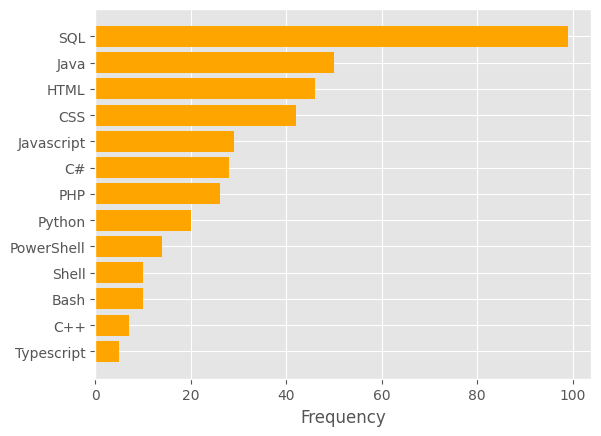 SQL
Java
HTML
CSS
Javascript
C#
PHP
Python
PowerShell
Shell
Bash
C++
Typescript
0 20 40 60 80 100
Frequency